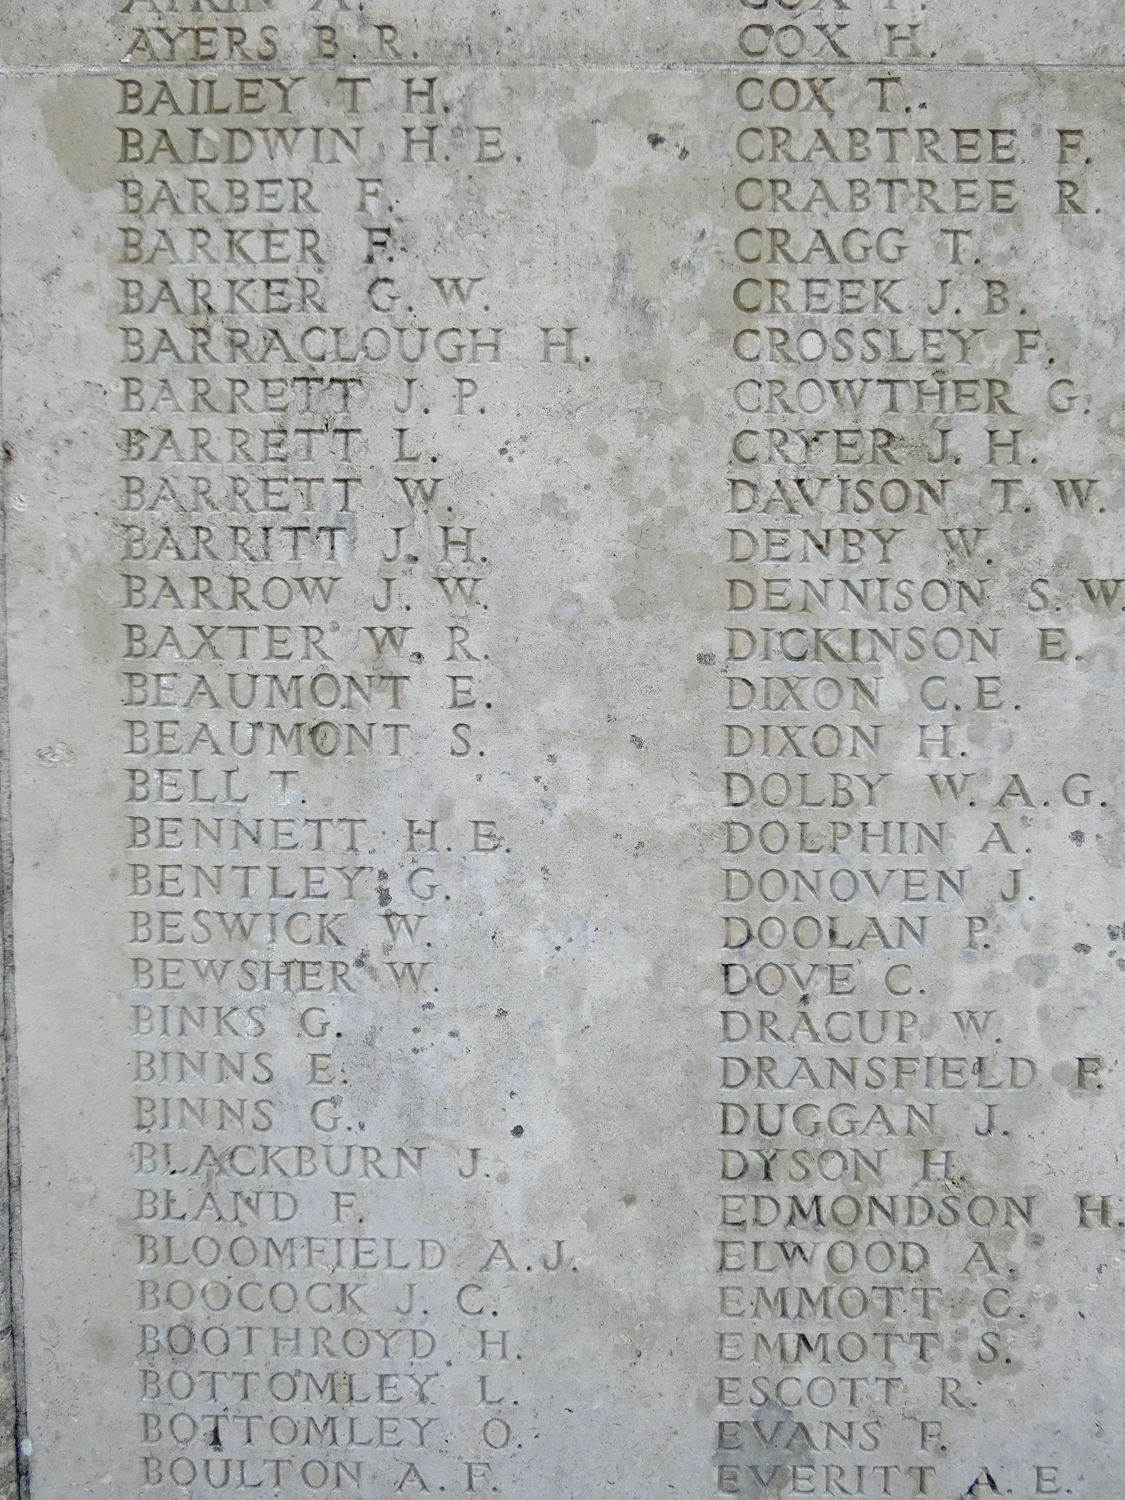 AYERS B. R.
BAILEY T. H.
BALDWIN H. E.
BARBER F.
BARKER F.
BARKER G. W.
BARRACLOUGH H.
BARRETT J. P.
BARRETT L.
BARRETT W.
BARRITT J. H.
BARROW J. W.
BAXTER W. R.
BEAUMONT E.
BEAUMONT S.
BELL T.
BENNETT H. E.
BENTLEY G.
BESWICK W.
BEWSHER W.
BINKS G.
BINNS E.
BINNS G.
BLACKBURN J.
BLAND F.
BLOOMFIELD A. J.
BOOCOCK J. C.
BOOTHROYD H.
BOTTOMLEY L.
BOTTOMLEY O.
BOULTON A. F.
COX H.
COX T.
CRABTREE F.
CRABTREE R.
CRAGG T.
CREEK J. B.
CROSSLEY F.
CROWTHER G.
CRYER J. H.
DAVISON T. W.
DENBY W.
DENNISON S. W.
DICKINSON E.
DIXON C. E.
DIXON H.
DOLBY W. A. G.
DOLPHIN A.
DONOVEN J.
DOOLAN P.
DOVE C.
DRACUP W.
DRANSFIELD F.
DUGGAN J.
DYSON H.
EDMONDSON H.
ELWOOD A.
EMMOTT C.
EMMOTT S.
ESCOTT R.
EVANS F.
EVERITT A. E.